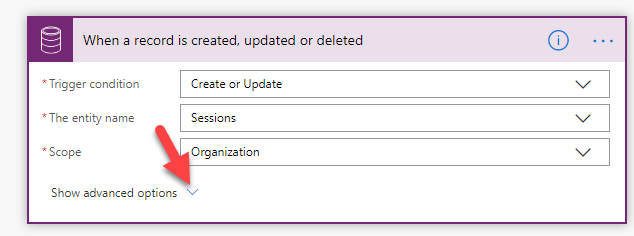 When a record is created, updated or deleted
* Trigger condition Create or Update
* The entity name Sessions
* Scope Organization
Show advanced options